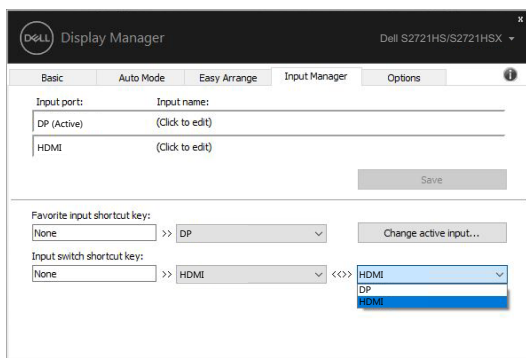 x
DELL Display Manager Dell S2721HS/S2721HSX
Basic Auto Mode Easy Arrange Input Manager Options i
Input port: Input name:
DP (Active) (Click to edit)
HDMI (Click to edit)
Save
Favorite input shortcut key:
None >> DP Change active input...
Input switch shortcut key:
None >> HDMI <<>> HDMI
DP
HDMI